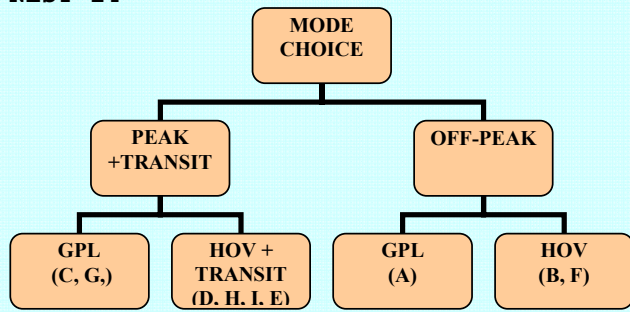 MODE
CHOICE
PEAK
+TRANSIT
OFF-PEAK
GPL
(C, G,)
HOV +
TRANSIT
(D, H, I, E)
GPL
(A)
HOV
(B, F)